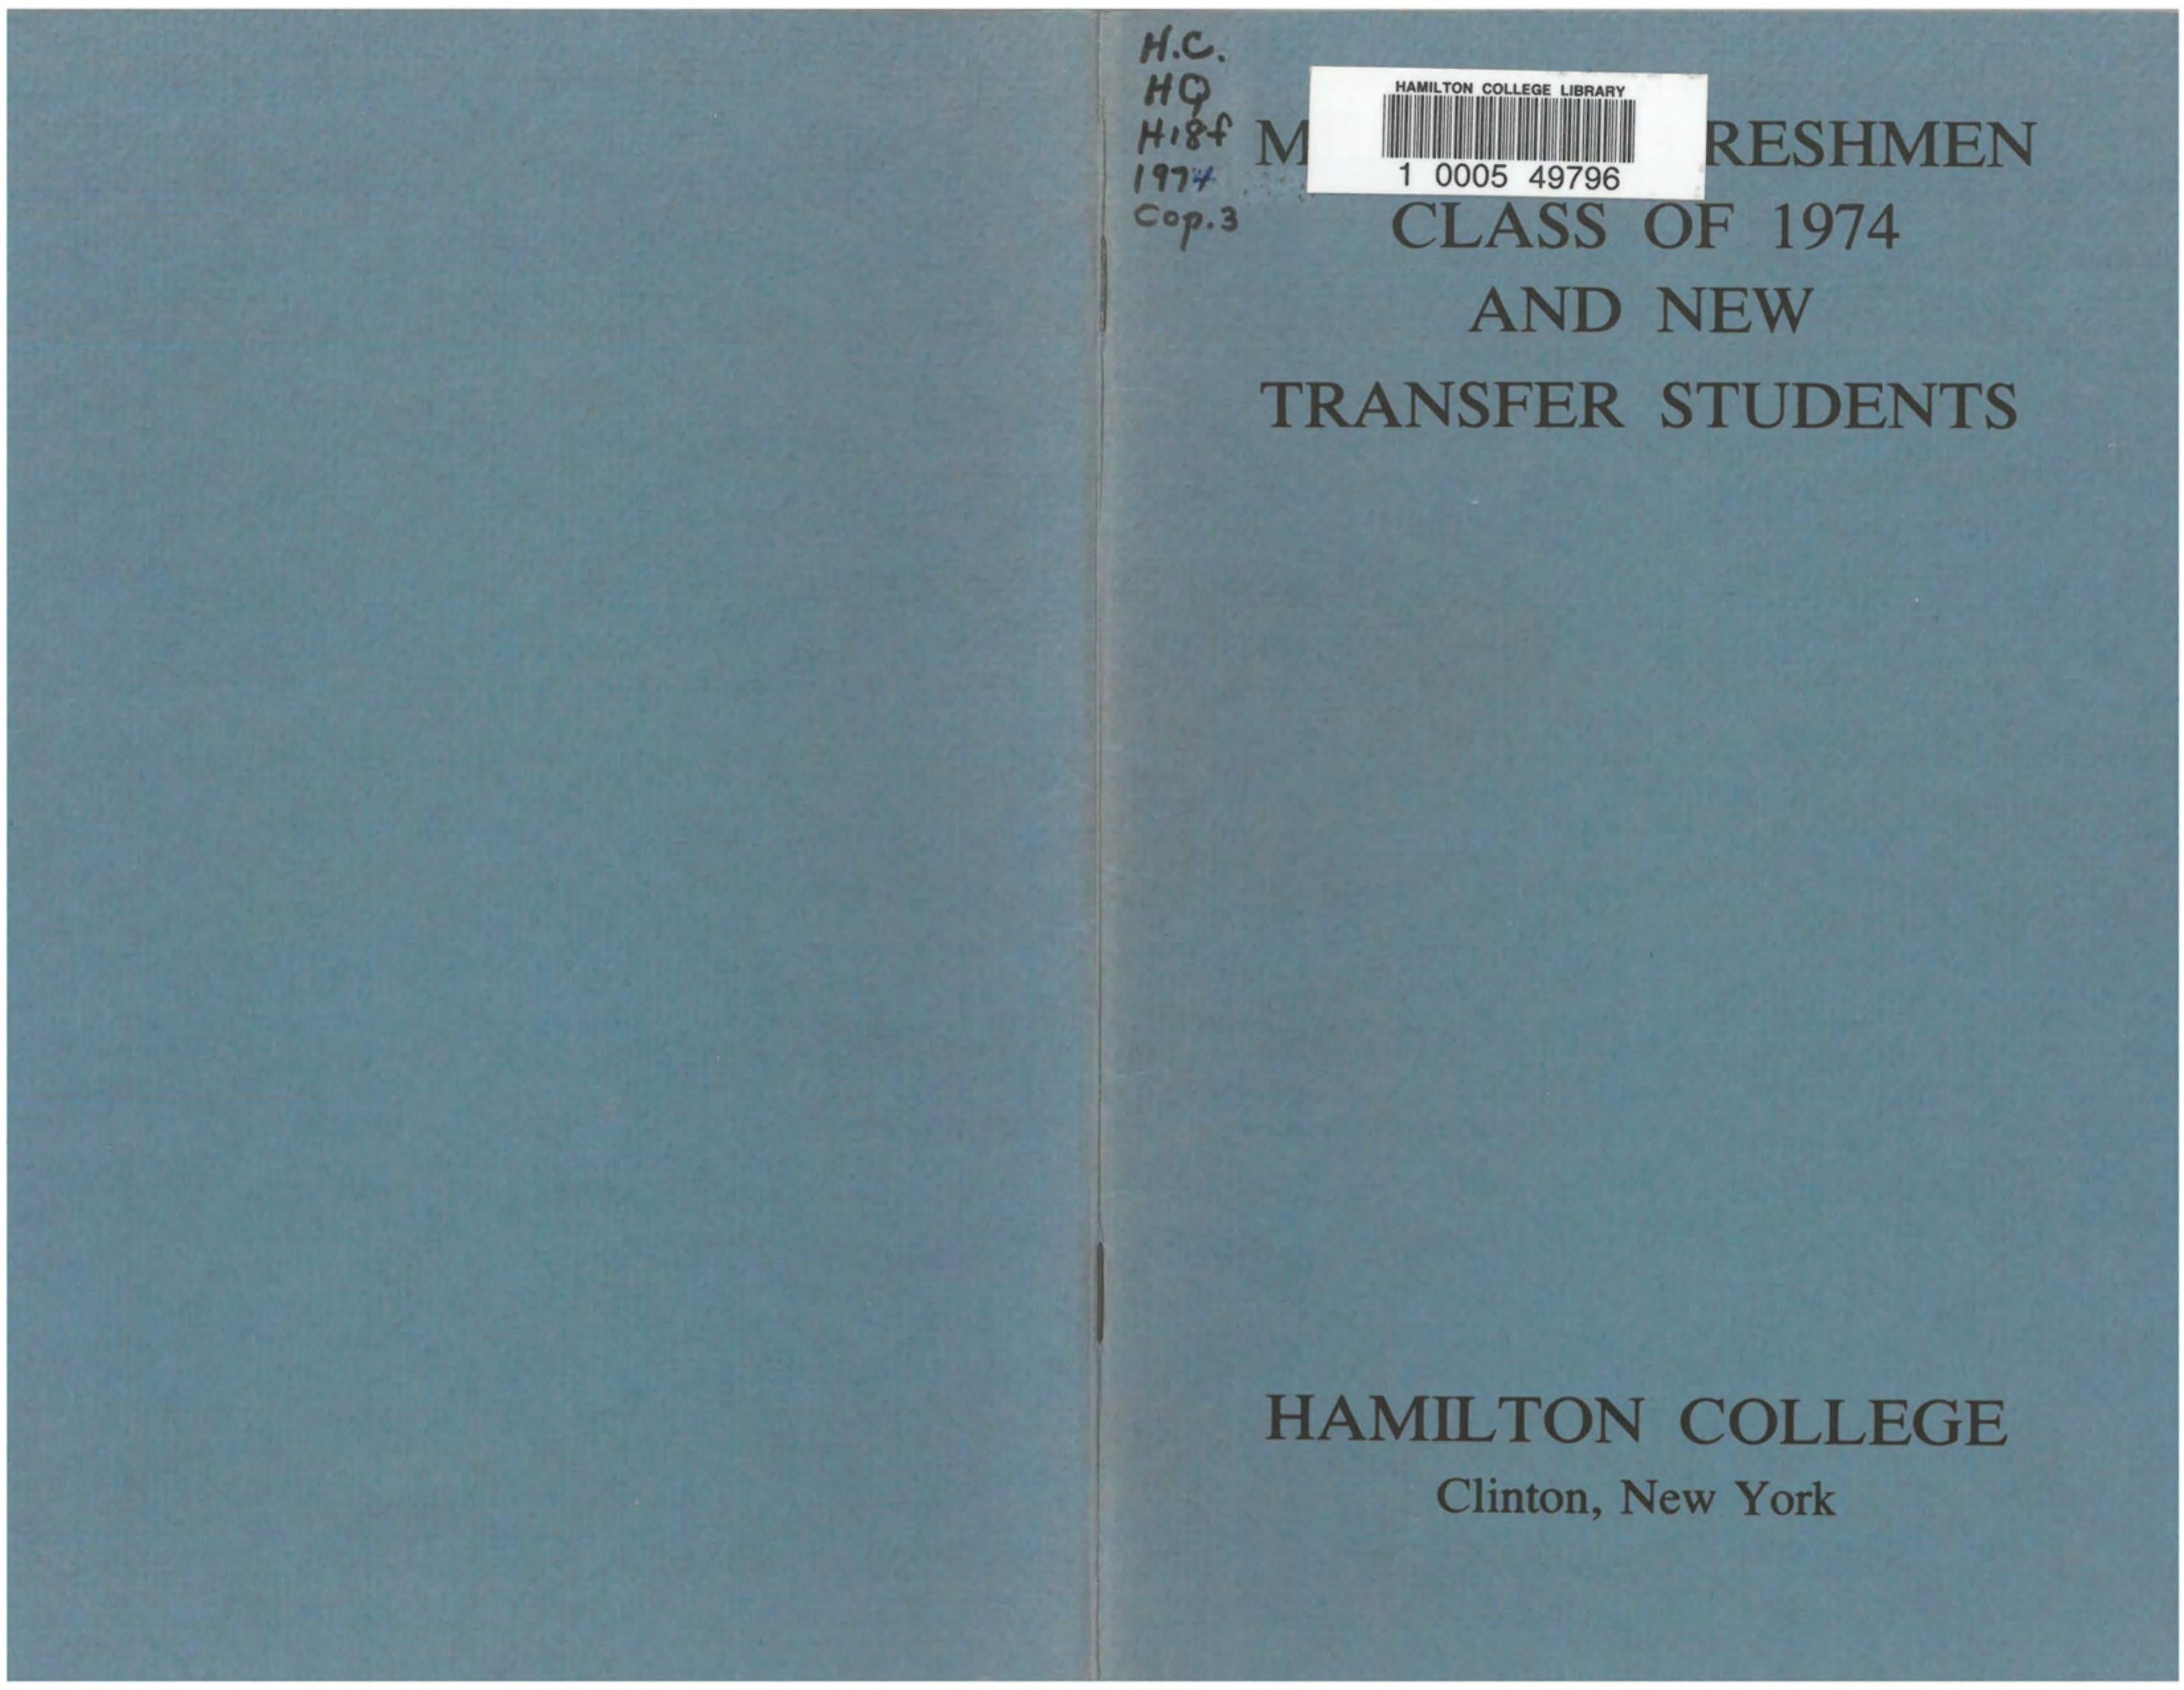 H.C.
HQ
H18f
1974
Cop.3
HAMILTON COLLEGE LIBRARY
1 0005 49796
CLASS OF 1974
AND NEW
TRANSFER STUDENTS
HAMILTON COLLEGE
Clinton, New York